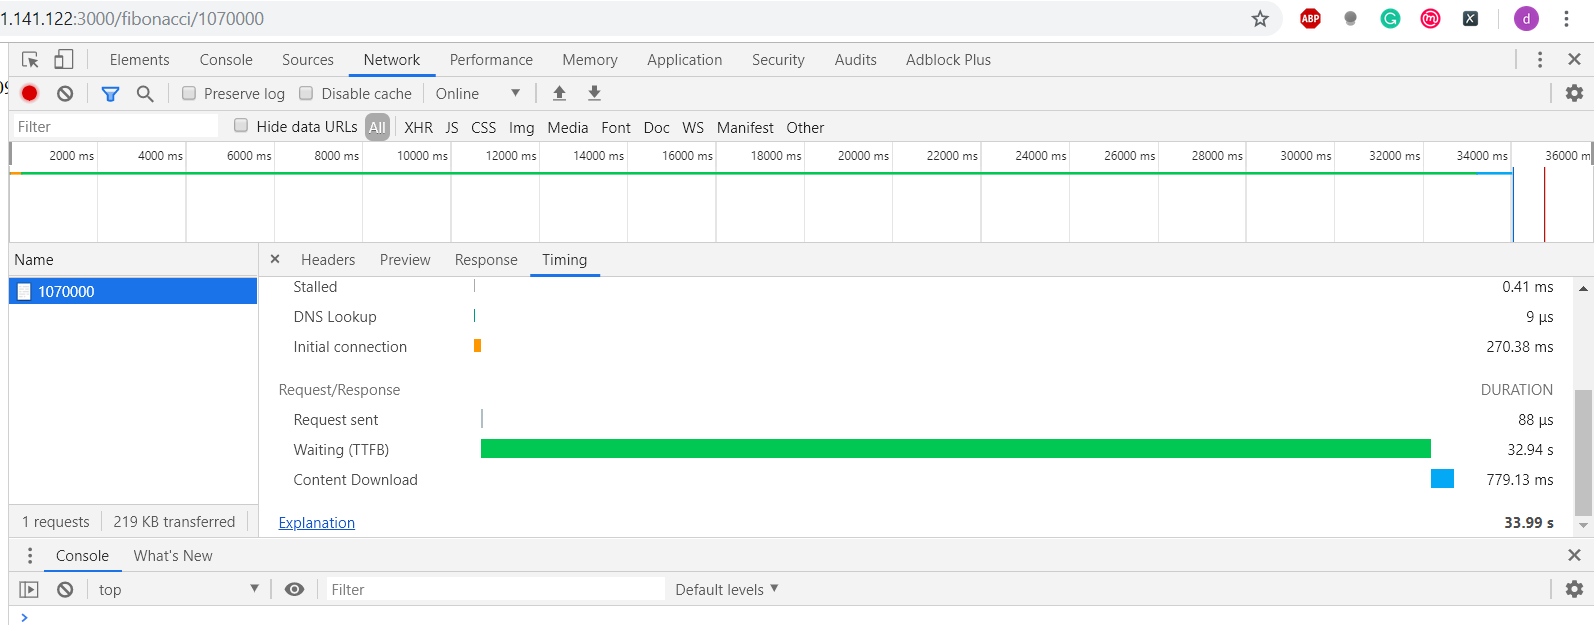 1.141.122:3000/fibonacci/1070000
ABP m X d
Elements Console Sources Network Performance Memory Application Security Audits Adblock Plus
Preserve log Disable cache Online
Filter Hide data URLs All XHR JS CSS Img Media Font Doc WS Manifest Other
2000 ms 4000 ms 6000 ms 8000 ms 10000 ms 12000 ms 14000 ms 16000 ms 18000 ms 20000 ms 22000 ms 24000 ms 26000 ms 28000 ms 30000 ms 32000 ms 34000 ms 36000 m
Name × Headers Preview Response Timing
1070000
Stalled 0.41 ms
DNS Lookup 9 µs
Initial connection 270.38 ms
Request/Response DURATION
Request sent 88 µs
Waiting (TTFB) 32.94 s
Content Download 779.13 ms
1 requests 219 KB transferred Explanation 33.99 s
Console What's New
top Filter Default levels